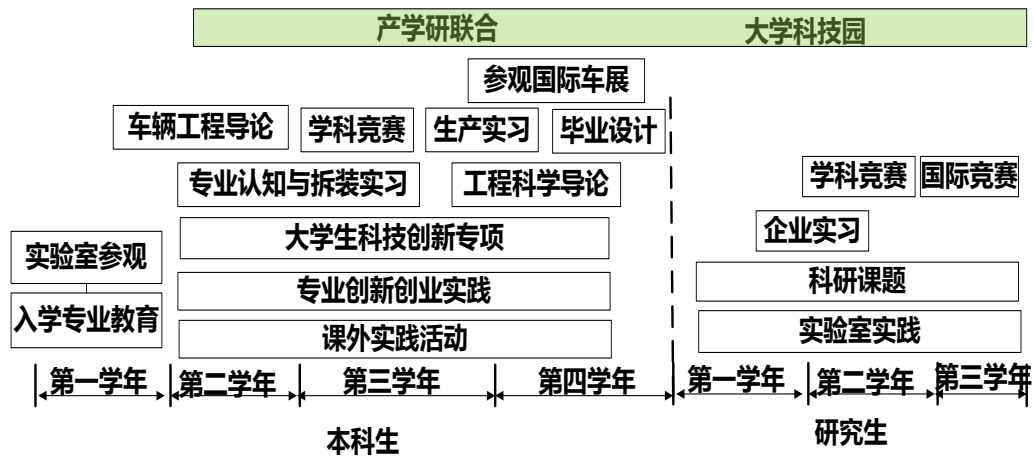 产学研联合 大学科技园
参观国际车展
车辆工程导论 学科竞赛 生产实习 毕业设计
专业认知与拆装实习 工程科学导论 学科竞赛 国际竞赛
大学生科技创新专项 企业实习
实验室参观
专业创新创业实践 科研课题
入学专业教育
课外实践活动 实验室实践
第一学年 第二学年 第三学年 第四学年 第一学年 第二学年 第三学年
本科生 研究生